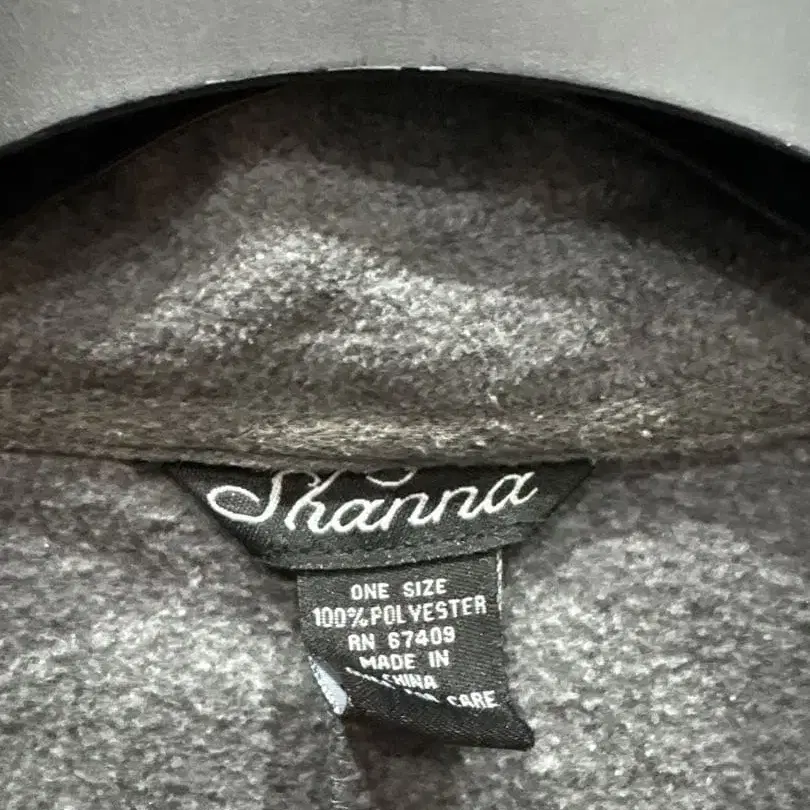 Shanna
ONE SIZE
100% POLYESTER
RN 67409
MADE IN
CHINA
CARE